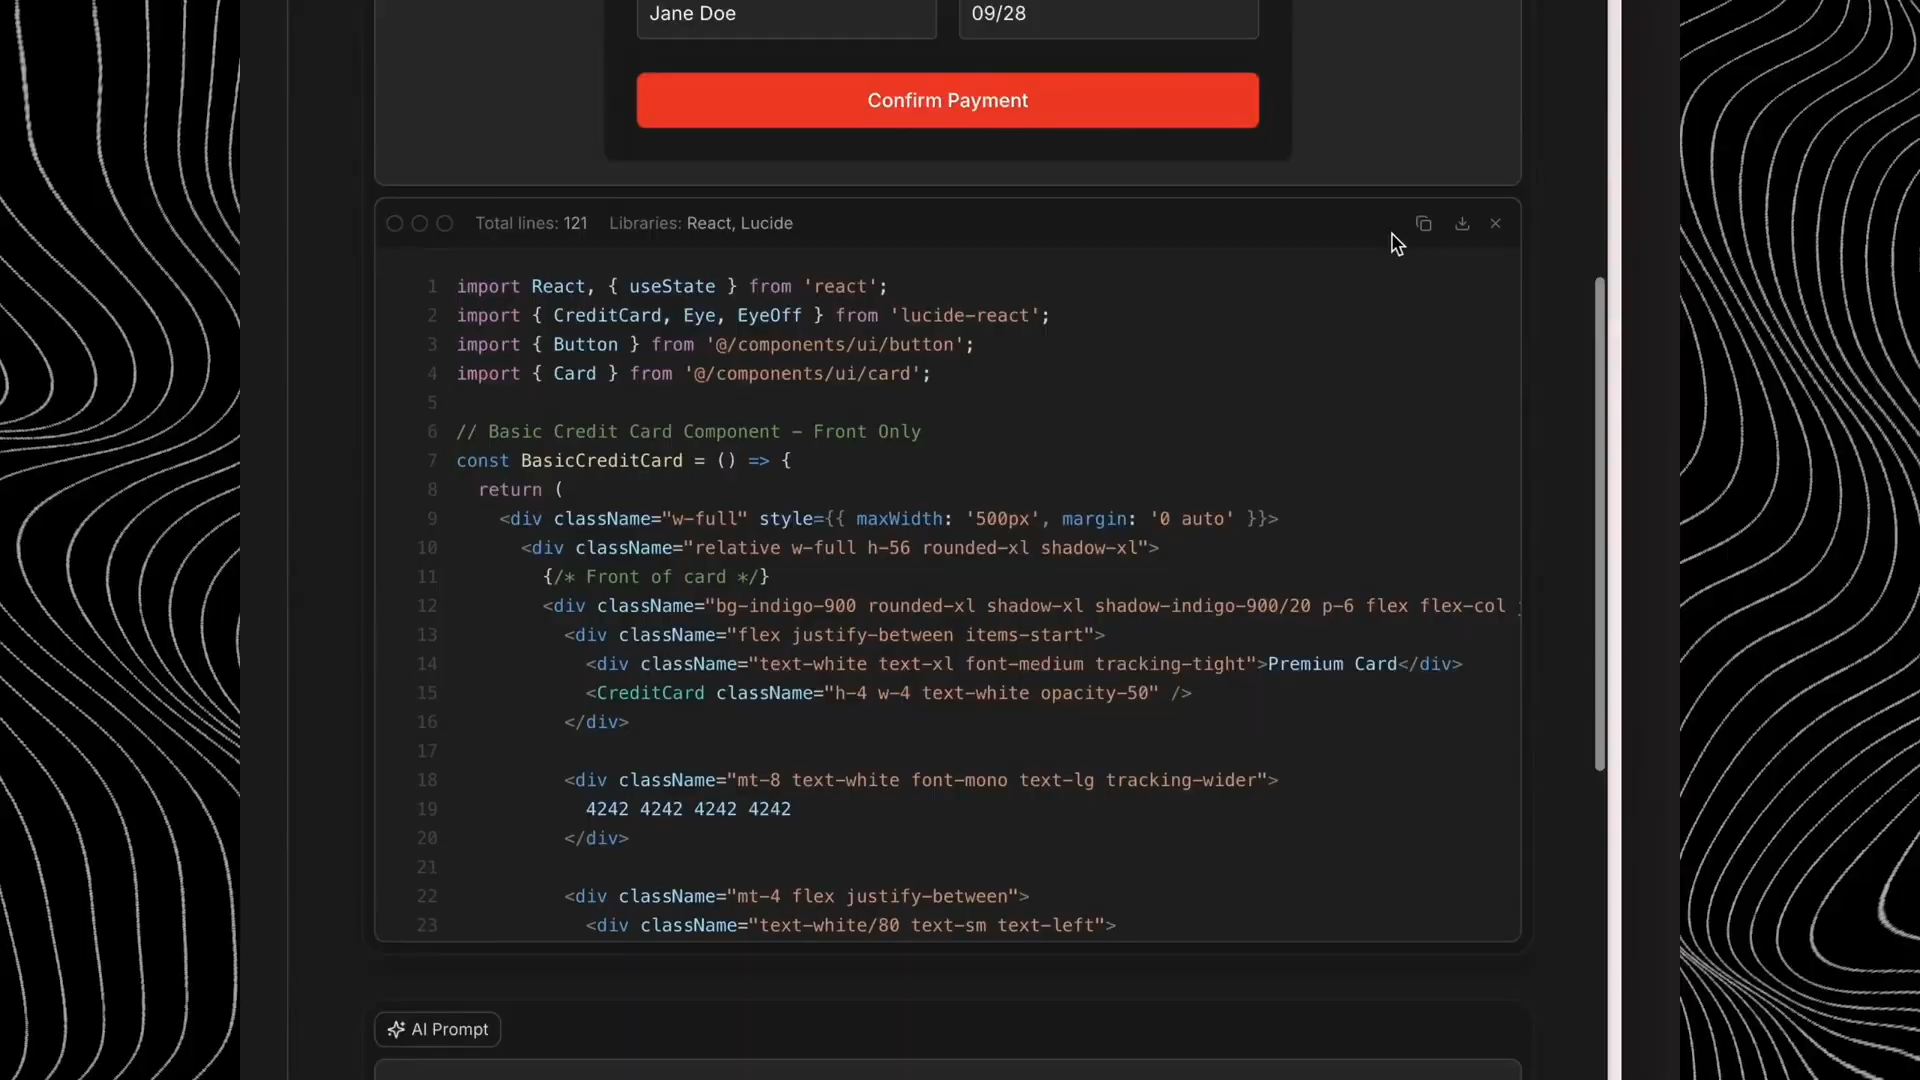 Jane Doe
09/28
Confirm Payment
Total lines: 121 Libraries: React, Lucide
1 import React, { useState } from 'react';
2 import { CreditCard, Eye, EyeOff } from 'lucide-react';
3 import { Button } from '@/components/ui/button';
4 import { Card } from '@/components/ui/card';
5
6 // Basic Credit Card Component – Front Only
7 const BasicCreditCard = () => {
8 return (
9 <div className="w-full" style={{ maxWidth: '500px', margin: '0 auto' }}>
10 <div className="relative w-full h-56 rounded-xl shadow-xl">
11 {/* Front of card */}
12 <div className="bg-indigo-900 rounded-xl shadow-xl shadow-indigo-900/20 p-6 flex flex-col
13 <div className="flex justify-between items-start">
14 <div className="text-white text-xl font-medium tracking-tight">Premium Card</div>
15 <CreditCard className="h-4 w-4 text-white opacity-50" />
16 </div>
17
18 <div className="mt-8 text-white font-mono text-lg tracking-wider">
19 4242 4242 4242 4242
20 </div>
21
22 <div className="mt-4 flex justify-between">
23 <div className="text-white/80 text-sm text-left">
AI Prompt